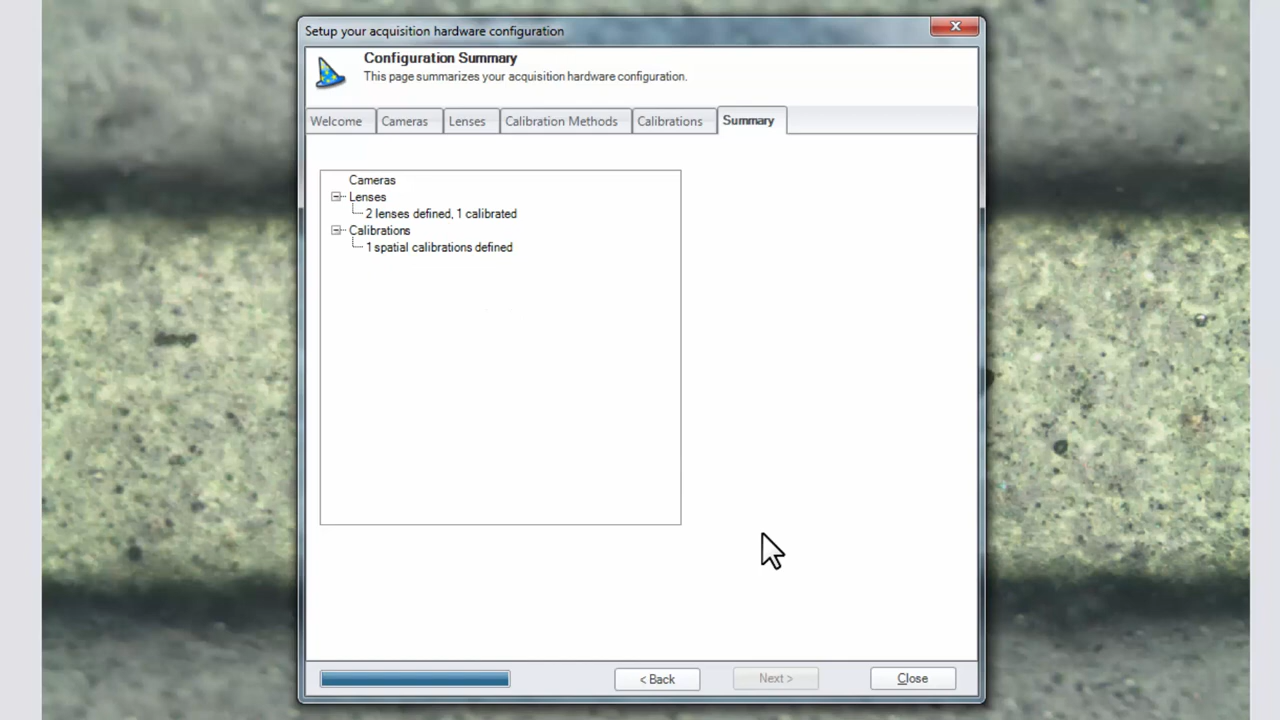 Setup your acquisition hardware configuration
Configuration Summary
This page summarizes your acquisition hardware configuration.
Welcome Cameras Lenses Calibration Methods Calibrations Summary
Cameras
Lenses
2 lenses defined, 1 calibrated
Calibrations
1 spatial calibrations defined
< Back Next > Close